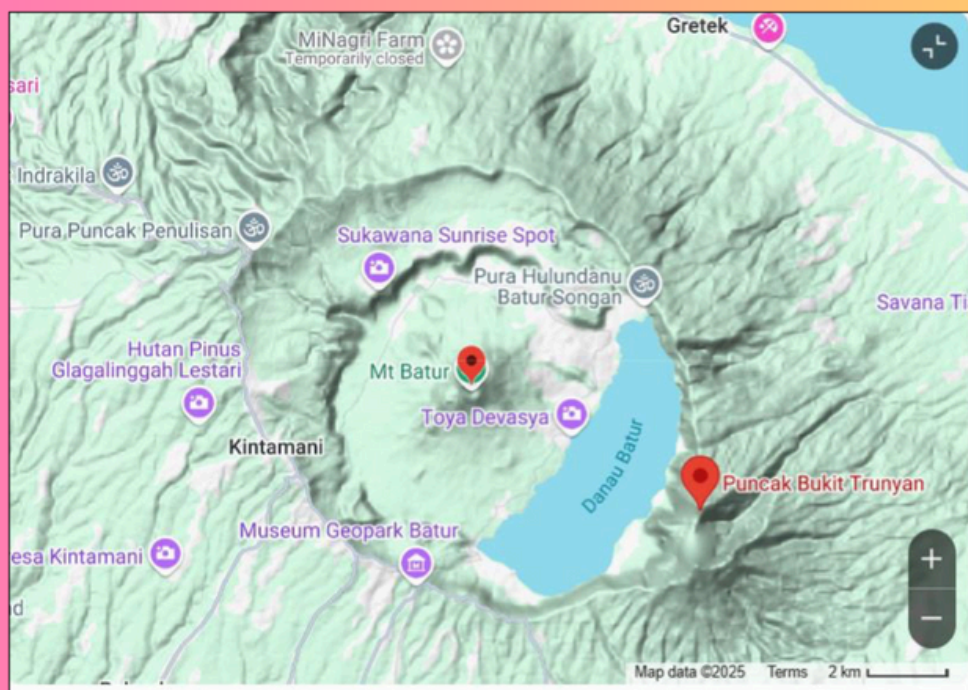 Gretek
MiNagri Farm
Temporarily closed
sari
Indrakila
Pura Puncak Penulisan
Sukawana Sunrise Spot
Pura Hulundanu
Batur Songan
Savana Ti
Hutan Pinus
Glagalinggah Lestari
Mt Batur
Toya Devasya
Kintamani
Danau Batur
Puncak Bukit Trunyan
Museum Geopark Batur
esa Kintamani
Map data ©2025 Terms 2 km